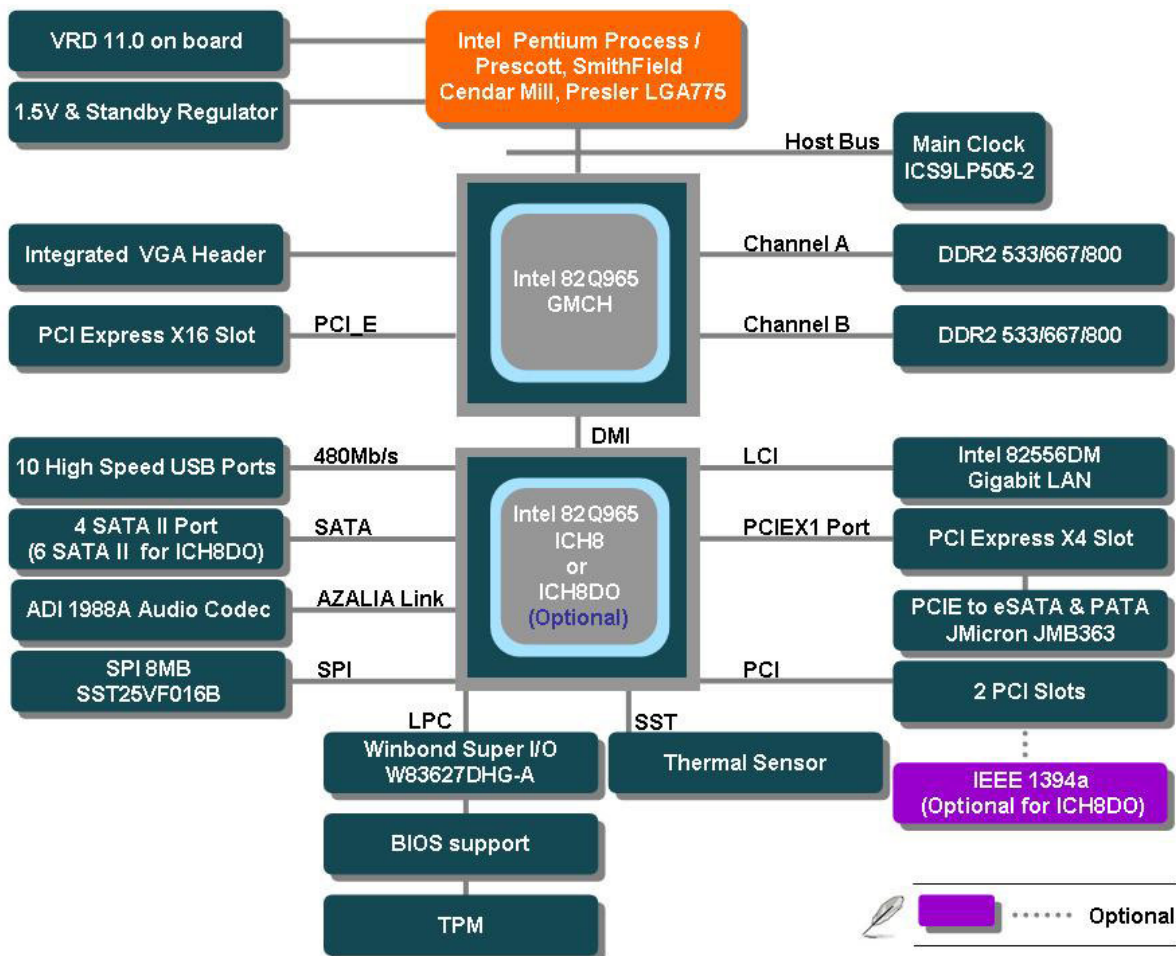 VRD 11.0 on board
1.5V & Standby Regulator
Intel Pentium Process /
Prescott, SmithField
Cendar Mill, Presler LGA775
Host Bus
Main Clock
ICS9LP505-2
Integrated VGA Header
PCI Express X16 Slot
PCI_E
Intel 82Q965
GMCH
Channel A
DDR2 533/667/800
Channel B
DDR2 533/667/800
DMI
10 High Speed USB Ports
480Mb/s
4 SATA II Port
(6 SATA II for ICH8DO)
SATA
ADI 1988A Audio Codec
AZALIA Link
SPI 8MB
SST25VF016B
SPI
Intel 82Q965
ICH8
or
ICH8DO
(Optional)
LCI
Intel 82556DM
Gigabit LAN
PCIEX1 Port
PCI Express X4 Slot
PCIE to eSATA & PATA
JMicron JMB363
PCI
2 PCI Slots
IEEE 1394a
(Optional for ICH8DO)
LPC
Winbond Super I/O
W83627DHG-A
SST
Thermal Sensor
BIOS support
TPM
Optional